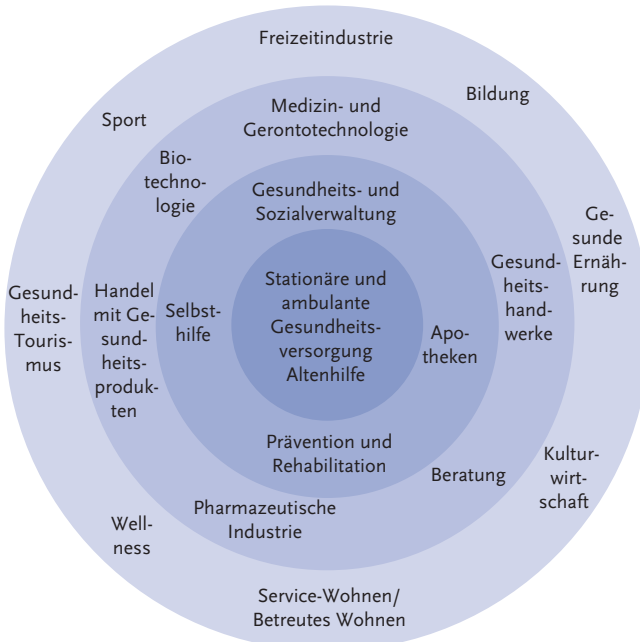 Freizeitindustrie
Bildung
Sport
Medizin- und
Gerontotechnologie
Bio-
technolo-
logie
Gesundheits- und
Sozialverwaltung
Ge-
sunde
Ernäh-
rung
Gesund-
heits-
hand-
werke
Gesund-
heits-
Touris-
mus
Handel
mit Ge-
sund-
heits-
produk-
ten
Selbst-
hilfe
Stationäre und
ambulante
Gesundheits-
versorgung
Altenhilfe
Apo-
theken
Prävention und
Rehabilitation
Beratung
Kultur-
wirt-
schaft
Pharmazeutische
Industrie
Well-
ness
Service-Wohnen/
Betreutes Wohnen